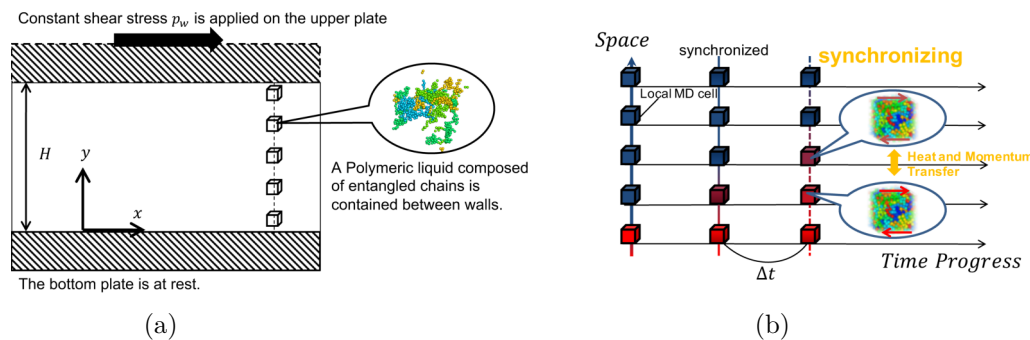 Constant shear stress p_w is applied on the upper plate
H
y
x
A Polymeric liquid composed
of entangled chains is
contained between walls.
The bottom plate is at rest.
(a)
Space
synchronized
synchronizing
Local MD cell
Heat and Momentum
Transfer
Δt
Time Progress
(b)